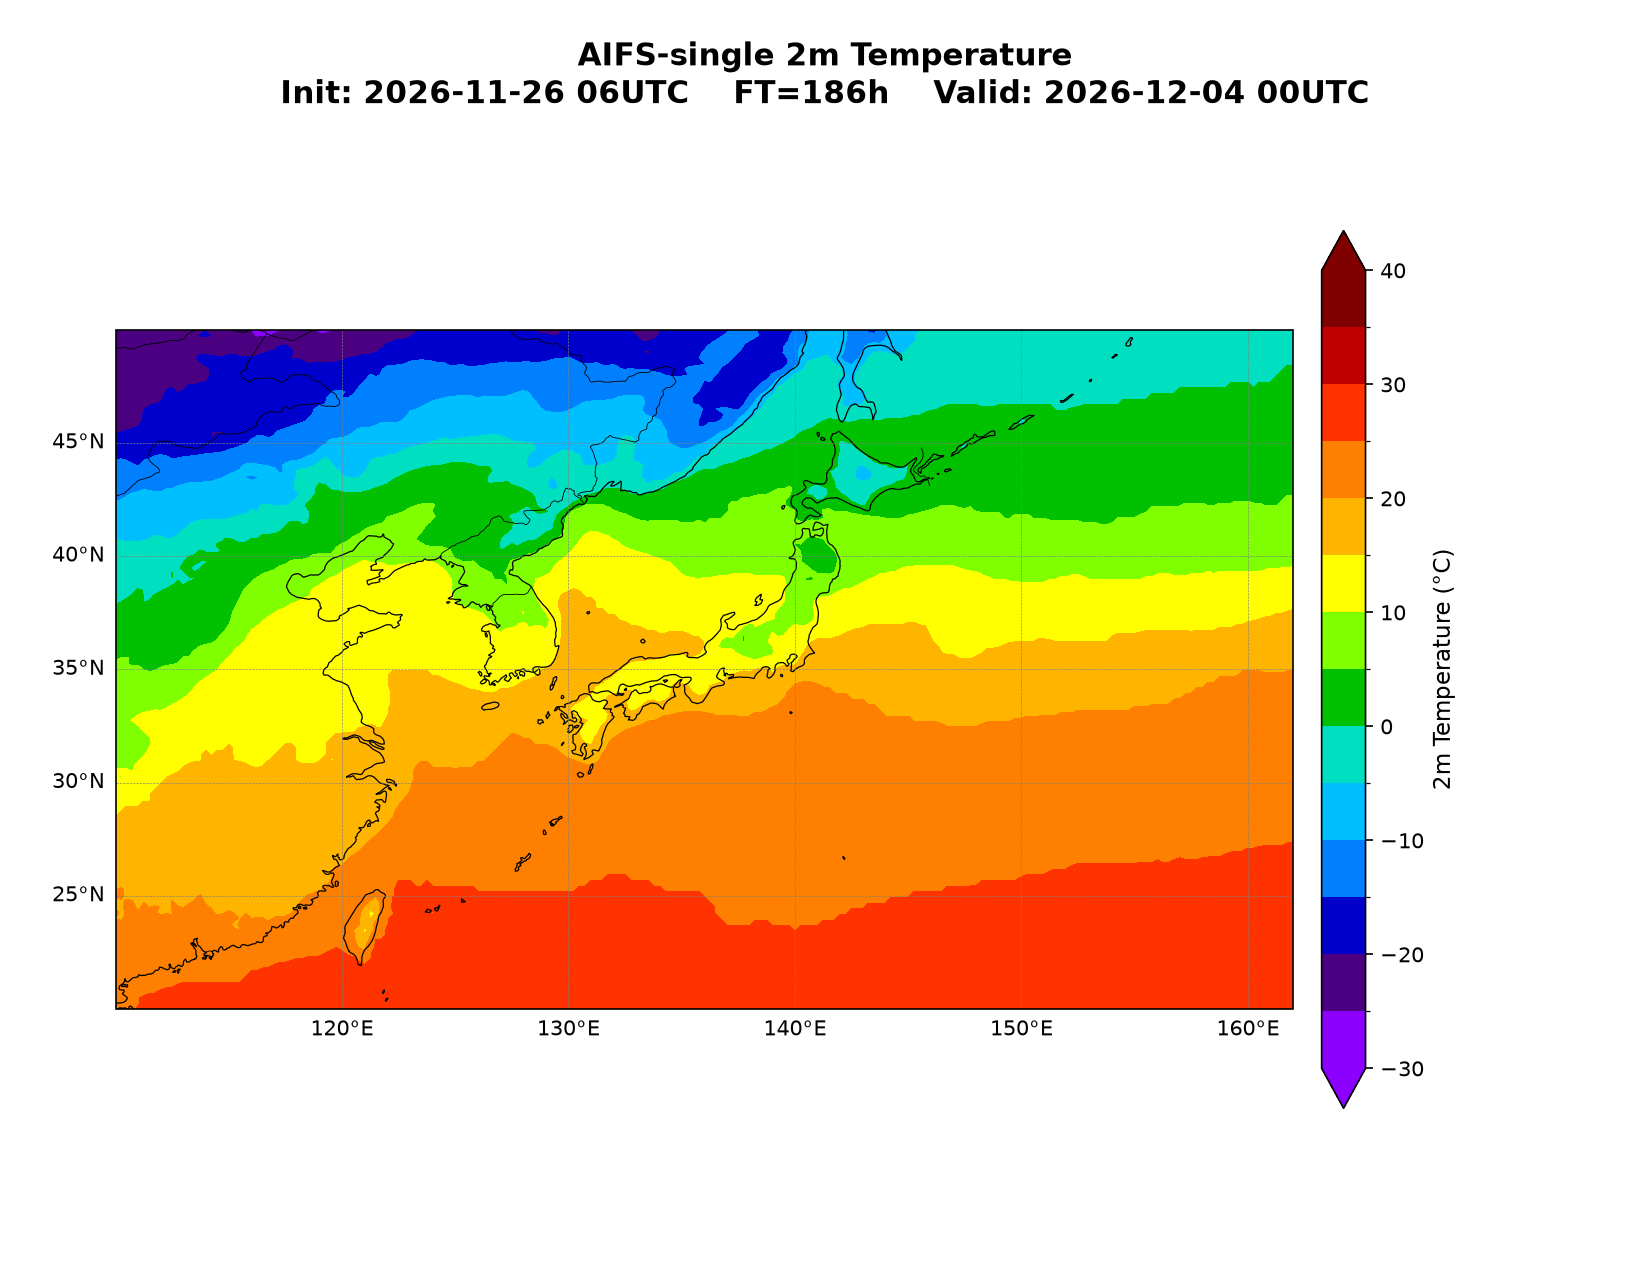 AIFS-single 2m Temperature
Init: 2026-11-26 06UTC    FT=186h    Valid: 2026-12-04 00UTC
45°N
40°N
35°N
30°N
25°N
120°E
130°E
140°E
150°E
160°E
40
30
20
10
0
−10
−20
−30
2m Temperature (°C)